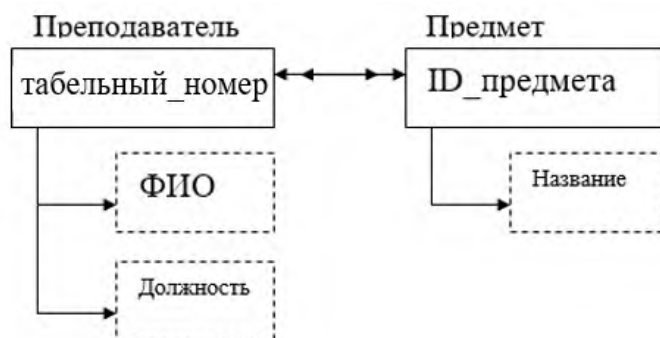 Преподаватель
Предмет
табельный_номер
ID_предмета
ФИО
Название
Должность